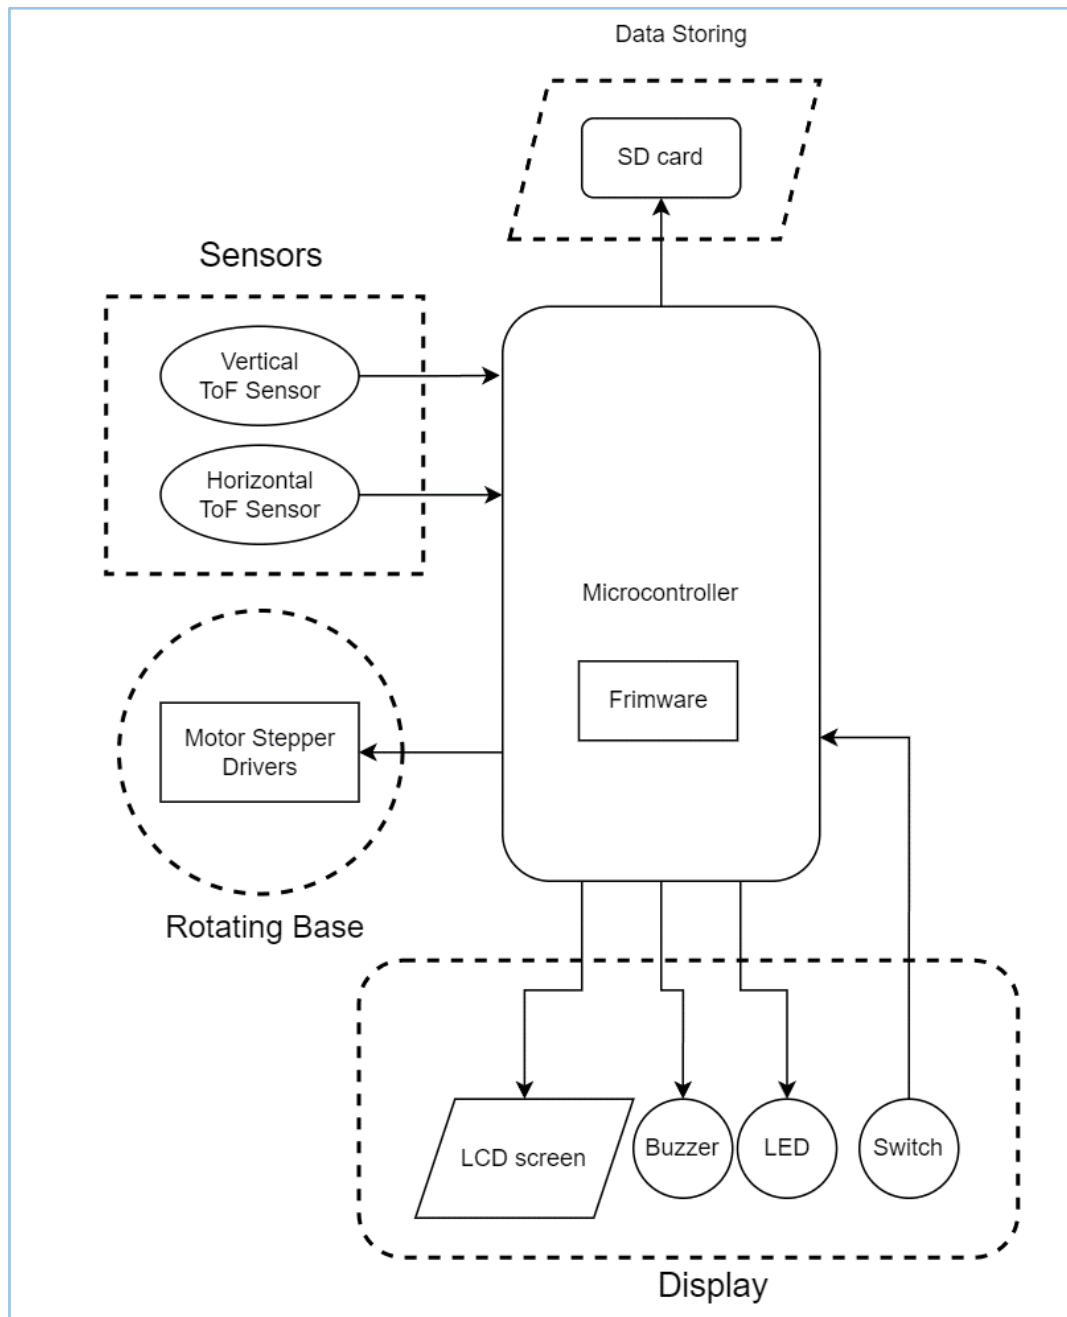 Data Storing
SD card
Sensors
Vertical
ToF Sensor
Horizontal
ToF Sensor
Microcontroller
Frimware
Motor Stepper
Drivers
Rotating Base
LCD screen
Buzzer
LED
Switch
Display